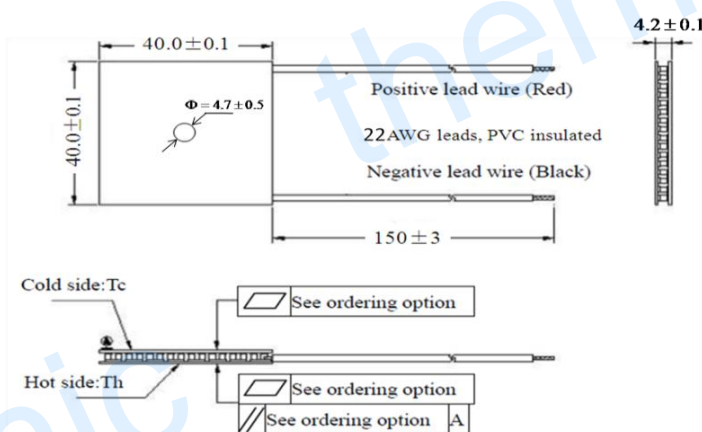 4.2±0.1
40.0±0.1
Positive lead wire (Red)
Φ=4.7±0.5
40.0±0.1
22AWG leads, PVC insulated
Negative lead wire (Black)
150±3
Cold side:Tc
See ordering option
A
Hot side:Th
See ordering option
See ordering option A